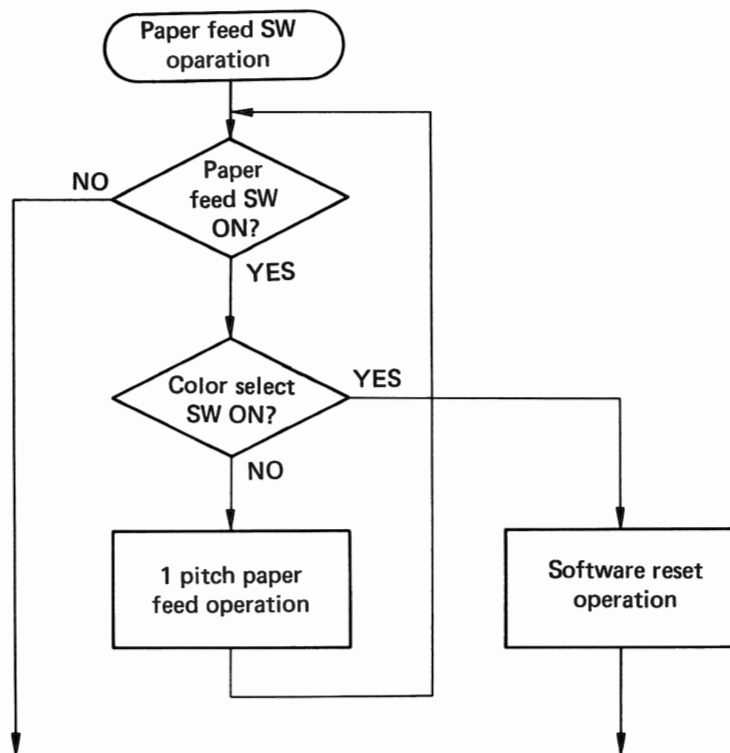 Paper feed SW
oparation
Paper
feed SW
ON?
NO
YES
Color select
SW ON?
YES
NO
1 pitch paper
feed operation
Software reset
operation